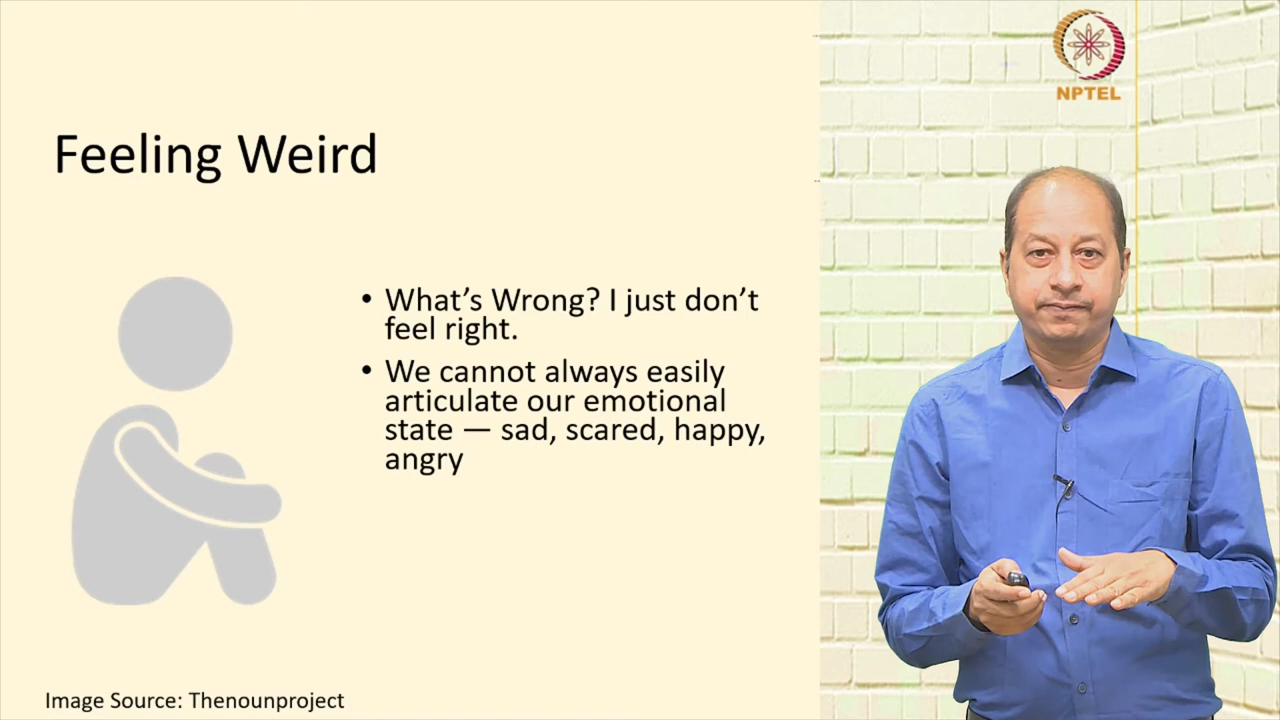 NPTEL
Feeling Weird
• What’s Wrong? I just don’t
feel right.
• We cannot always easily
articulate our emotional
state — sad, scared, happy,
angry
Image Source: Thenounproject